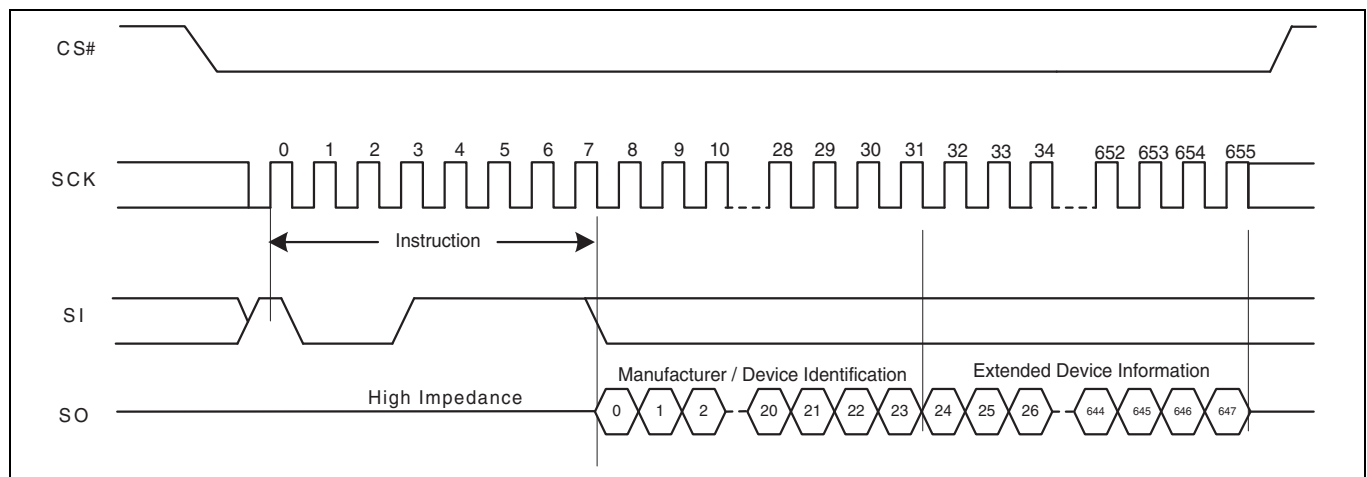 CS#
0 1 2 3 4 5 6 7 8 9 10 28 29 30 31 32 33 34 652 653 654 655
SCK
Instruction
SI
Manufacturer / Device Identification Extended Device Information
High Impedance
SO 0 1 2 20 21 22 23 24 25 26 644 645 646 647